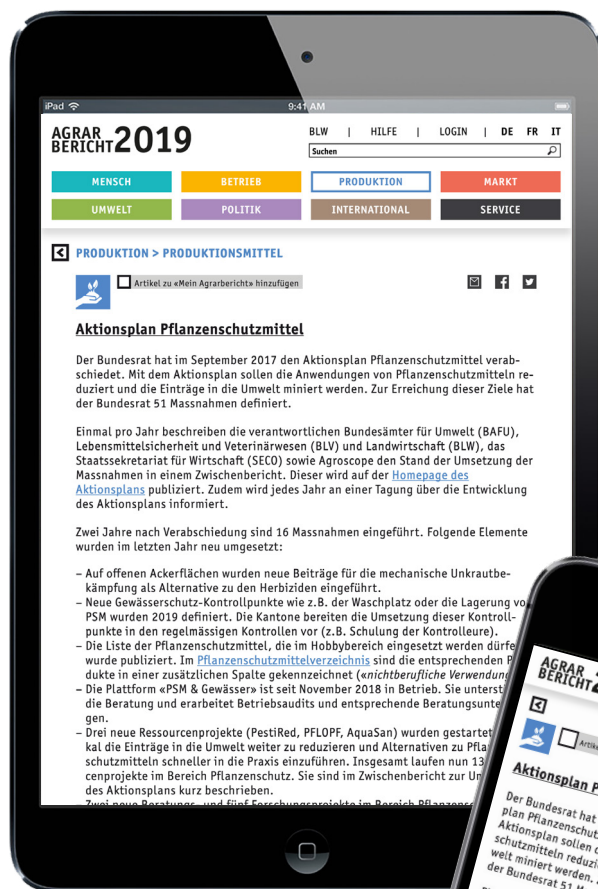 iPad 9:41 AM
AGRAR
BERICHT 2019
BLW | HILFE | LOGIN | DE FR IT
Suchen
MENSCH BETRIEB PRODUKTION MARKT
UMWELT POLITIK INTERNATIONAL SERVICE
PRODUKTION > PRODUKTIONSMITTEL
Artikel zu «Mein Agrarbericht» hinzufügen
Aktionsplan Pflanzenschutzmittel
Der Bundesrat hat im September 2017 den Aktionsplan Pflanzenschutzmittel verab-
schiedet. Mit dem Aktionsplan sollen die Anwendungen von Pflanzenschutzmitteln re-
duziert und die Einträge in die Umwelt miniert werden. Zur Erreichung dieser Ziele hat
der Bundesrat 51 Massnahmen definiert.
Einmal pro Jahr beschreiben die verantwortlichen Bundesämter für Umwelt (BAFU),
Lebensmittelsicherheit und Veterinärwesen (BLV) und Landwirtschaft (BLW), das
Staatssekretariat für Wirtschaft (SECO) sowie Agroscope den Stand der Umsetzung der
Massnahmen in einem Zwischenbericht. Dieser wird auf der Homepage des
Aktionsplans publiziert. Zudem wird jedes Jahr an einer Tagung über die Entwicklung
des Aktionsplans informiert.
Zwei Jahre nach Verabschiedung sind 16 Massnahmen eingeführt. Folgende Elemente
wurden im letzten Jahr neu umgesetzt:
– Auf offenen Ackerflächen wurden neue Beiträge für die mechanische Unkrautbe-
kämpfung als Alternative zu den Herbiziden eingeführt.
– Neue Gewässerschutz-Kontrollpunkte wie z.B. der Waschplatz oder die Lagerung vo
PSM wurden 2019 definiert. Die Kantone bereiten die Umsetzung dieser Kontroll-
punkte in den regelmässigen Kontrollen vor (z.B. Schulung der Kontrolleure).
– Die Liste der Pflanzenschutzmittel, die im Hobbybereich eingesetzt werden dürfe
wurde publiziert. Im Pflanzenschutzmittelverzeichnis sind die entsprechenden P
dukte in einer zusätzlichen Spalte gekennzeichnet («nichtberufliche Verwendung
– Die Plattform «PSM & Gewässer» ist seit November 2018 in Betrieb. Sie unterst
die Beratung und erarbeitet Betriebsaudits und entsprechende Beratungsunte
gen.
– Drei neue Ressourcenprojekte (PestiRed, PFLOPF, AquaSan) wurden gestartet
kal die Einträge in die Umwelt weiter zu reduzieren und Alternativen zu Pfla
schutzmitteln schneller in die Praxis einzuführen. Insgesamt laufen nun 13
cenprojekte im Bereich Pflanzenschutz. Sie sind im Zwischenbericht zur Um
des Aktionsplans kurz beschrieben.
– Zwei neue Beratungs- und fünf Forschungsprojekte im Bereich Pflanzensc
AGRAR
BERICHT
Artike
Aktionsplan P
Der Bundesrat hat
plan Pflanzenschut
Aktionsplan sollen d
schutzmitteln reduzi
welt miniert werden.
der Bundesrat 51 M